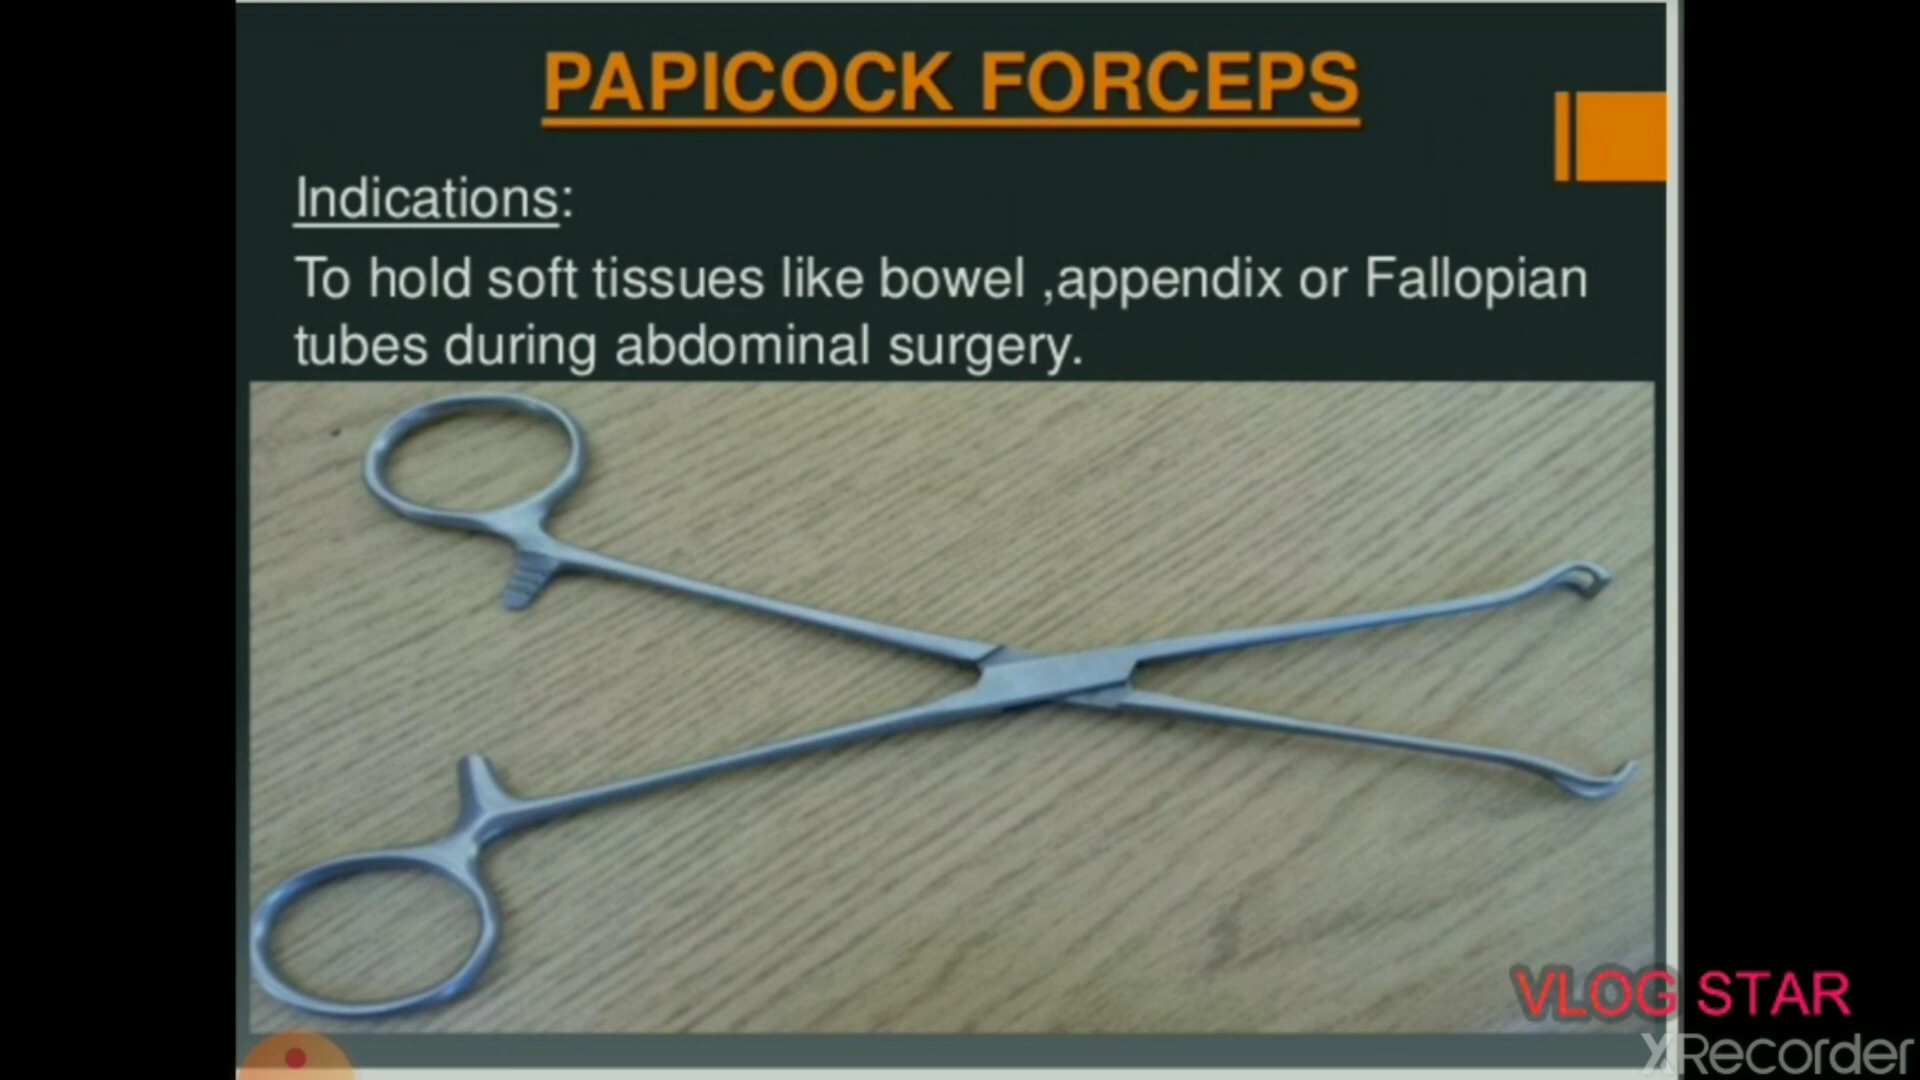 PAPICOCK FORCEPS
Indications:
To hold soft tissues like bowel ,appendix or Fallopian
tubes during abdominal surgery.
VLOG STAR
XRecorder